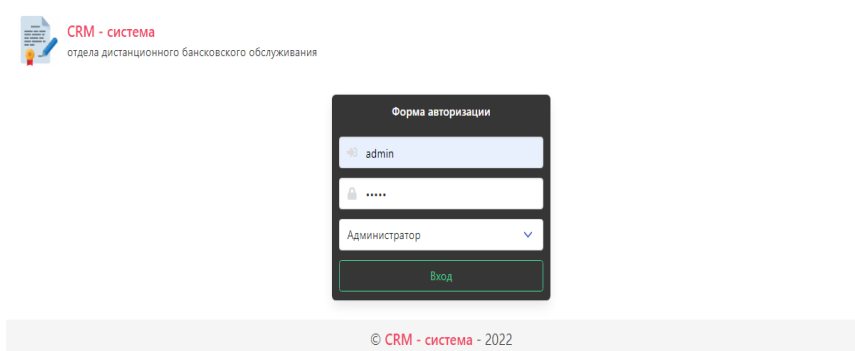 CRM - система
отдела дистанционного бансковского обслуживания
Форма авторизации
admin
•••••
Администратор
Вход
© CRM - система - 2022